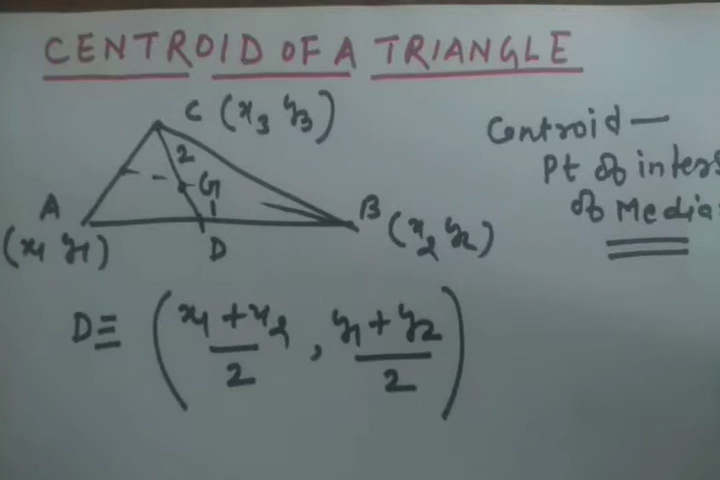 CENTROID OF A TRIANGLE
C (x3 y3)
Centroid —
Pt of inters
of Media
2
G
1
A
B
(x1 y1)
D
(x2 y2)
D≡ (x1 + x2 / 2 , y1 + y2 / 2)